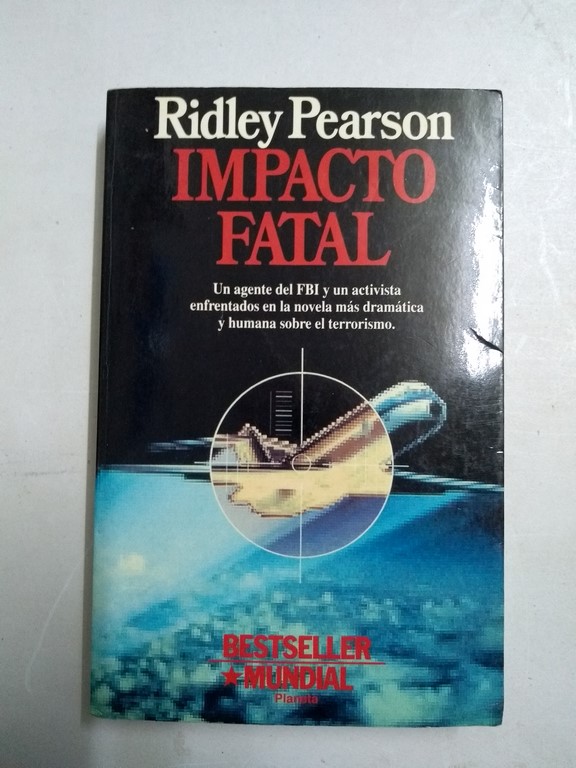 Ridley Pearson
IMPACTO
FATAL
Un agente del FBI y un activista
enfrentados en la novela más dramática
y humana sobre el terrorismo.
BESTSELLER
MUNDIAL
Planeta